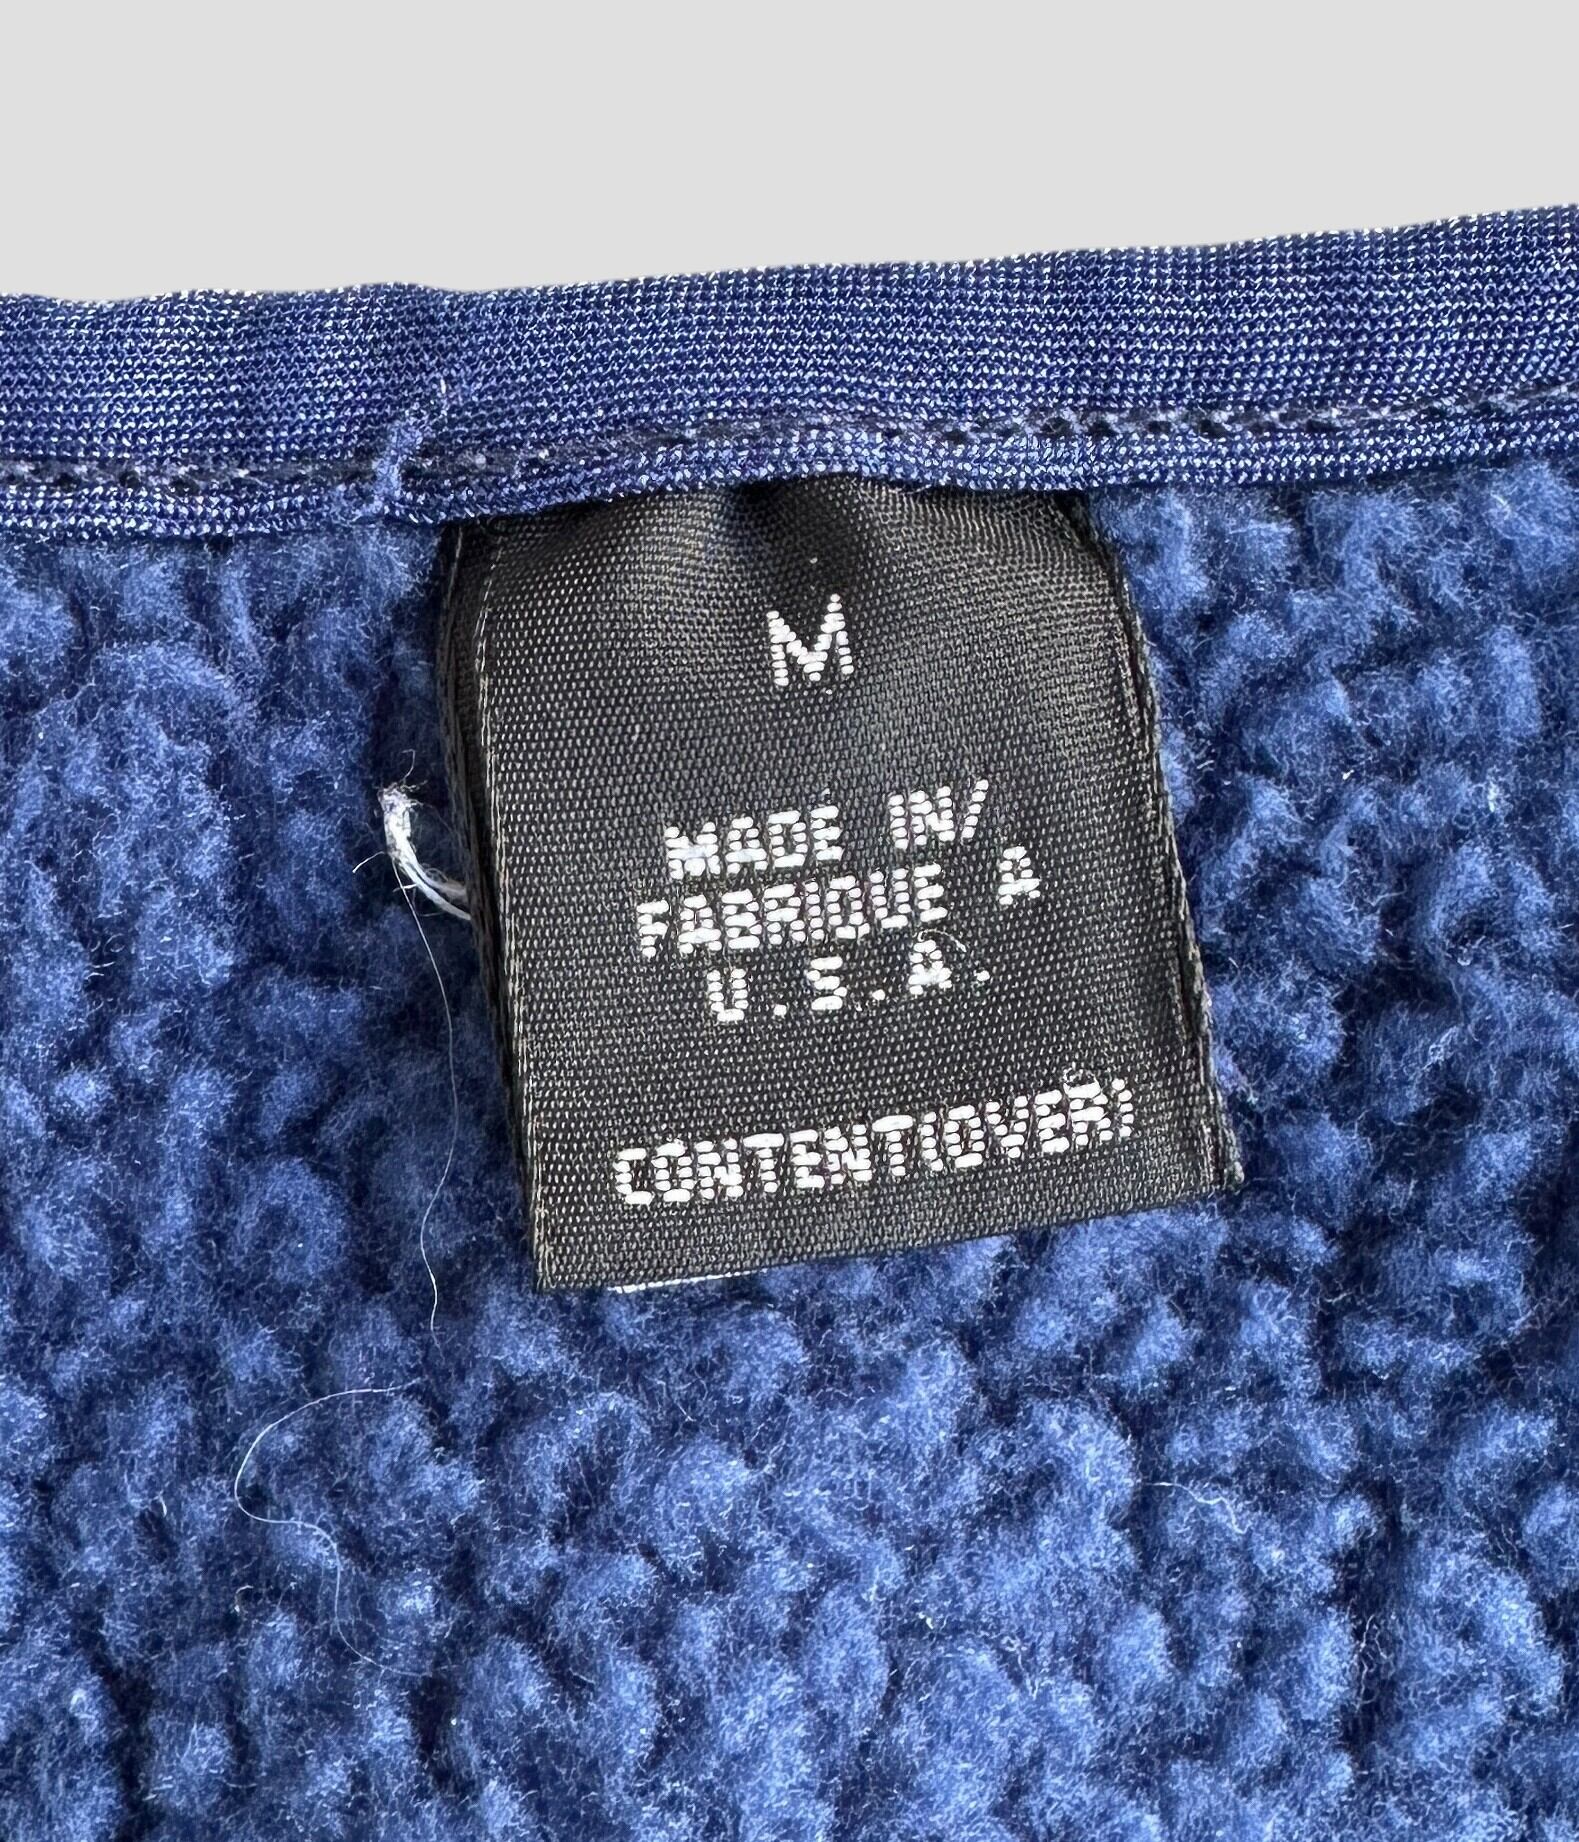 M
MADE IN/
FABRIQUE A
U.S.A.
CONTENT(OVER)